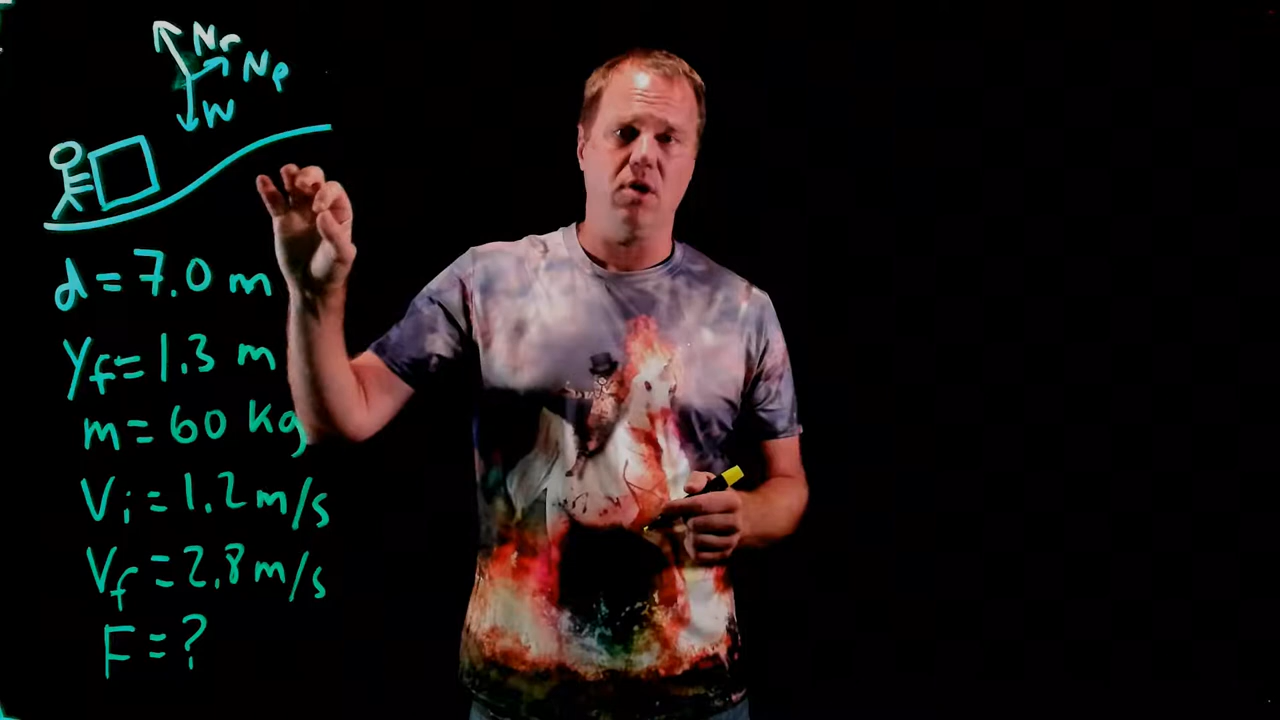 Nr
Np
W
d = 7.0 m
yf = 1.3 m
m = 60 kg
Vi = 1.2 m/s
Vf = 2.8 m/s
F = ?